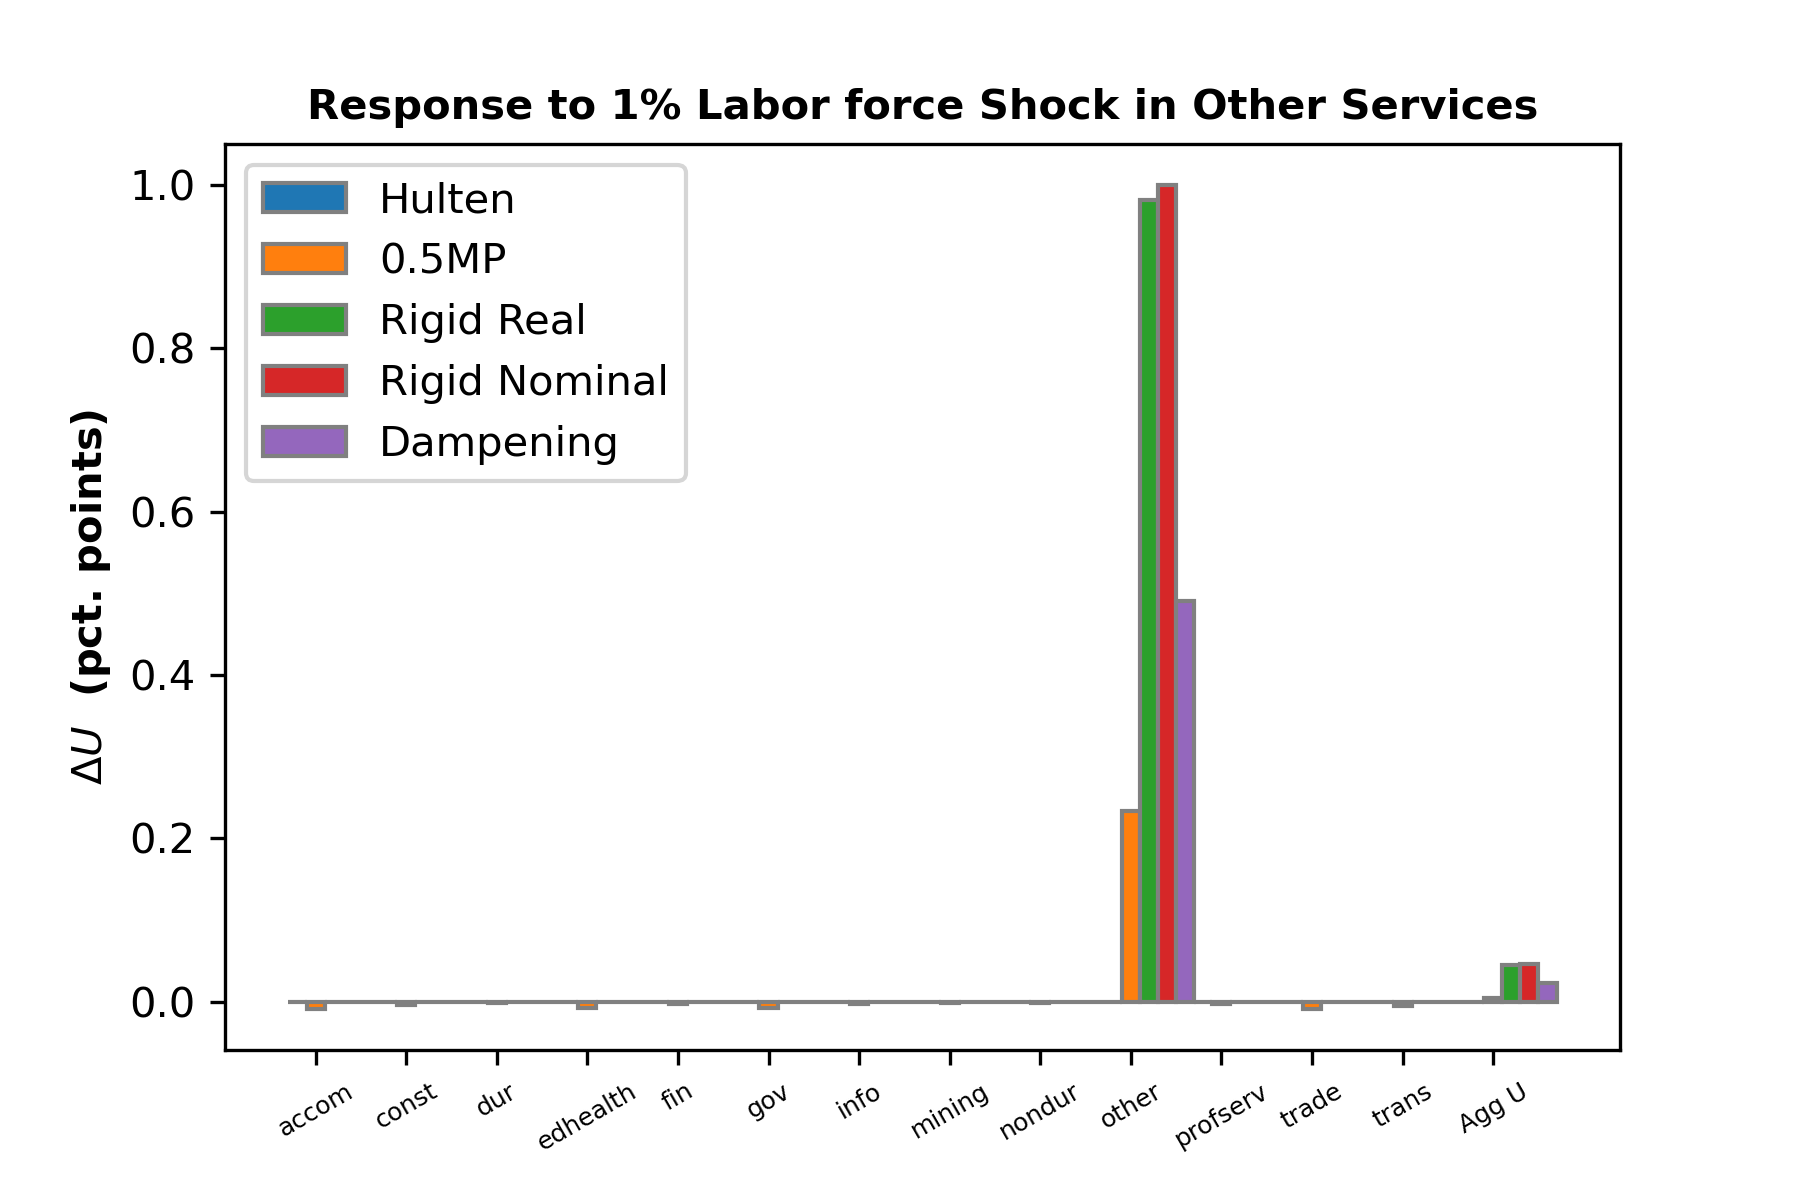 Response to 1% Labor force Shock in Other Services
Hulten
0.5MP
Rigid Real
Rigid Nominal
Dampening
ΔU (pct. points)
1.0
0.8
0.6
0.4
0.2
0.0
accom
const
dur
edhealth
fin
gov
info
mining
nondur
other
profserv
trade
trans
Agg U